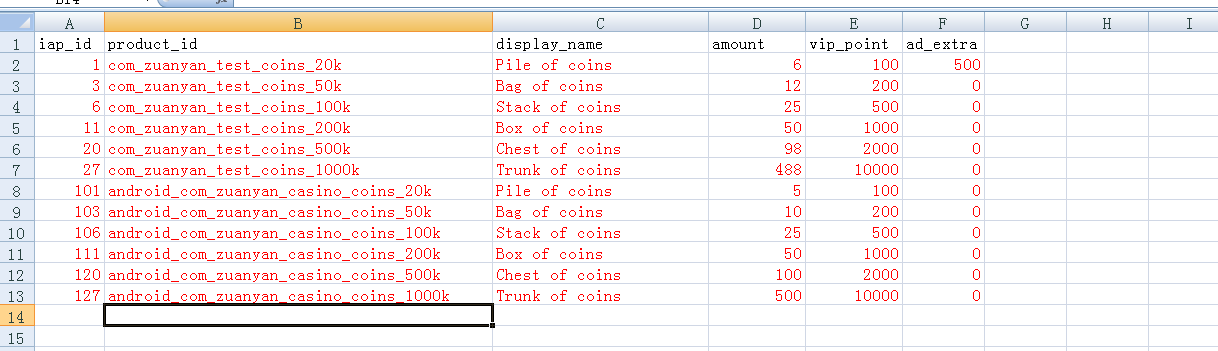 A B C D E F G H I
1 iap_id product_id display_name amount vip_point ad_extra
2 1 com_zuanyan_test_coins_20k Pile of coins 6 100 500
3 3 com_zuanyan_test_coins_50k Bag of coins 12 200 0
4 6 com_zuanyan_test_coins_100k Stack of coins 25 500 0
5 11 com_zuanyan_test_coins_200k Box of coins 50 1000 0
6 20 com_zuanyan_test_coins_500k Chest of coins 98 2000 0
7 27 com_zuanyan_test_coins_1000k Trunk of coins 488 10000 0
8 101 android_com_zuanyan_casino_coins_20k Pile of coins 5 100 0
9 103 android_com_zuanyan_casino_coins_50k Bag of coins 10 200 0
10 106 android_com_zuanyan_casino_coins_100k Stack of coins 25 500 0
11 111 android_com_zuanyan_casino_coins_200k Box of coins 50 1000 0
12 120 android_com_zuanyan_casino_coins_500k Chest of coins 100 2000 0
13 127 android_com_zuanyan_casino_coins_1000k Trunk of coins 500 10000 0
14
15